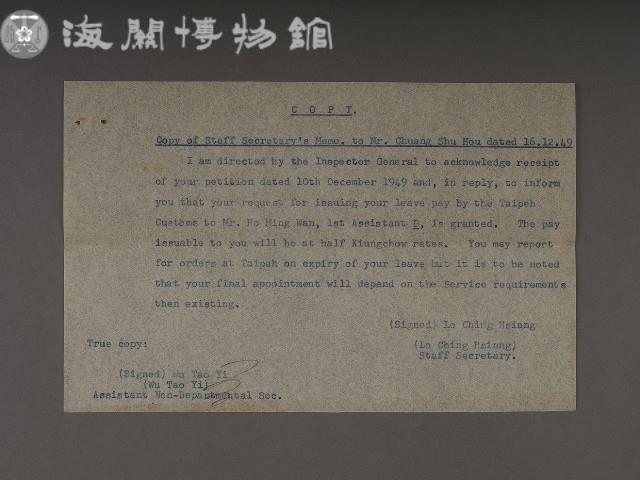 海關博物館
C O P Y.
Copy of Staff Secretary's Memo. to Mr. Chuang Shu Hou dated 16.12.49
I am directed by the Inspector General to acknowledge receipt
of your petition dated 10th December 1949 and, in reply, to inform
you that your request for issuing your leave pay by the Taipeh
Customs to Mr. Ho Ming Wan, 1st Assistant B, is granted. The pay
issuable to you will be at half Kiungchow rates. You may report
for orders at Taipak on expiry of your leave but it is to be noted
that your final appointment will depend on the Service requirements
then existing.
(Signed) Lo Ching Hsiang
(Lo Ching Hsiang)
Staff Secretary.
True copy:
(Signed) Wu Tao Yi
(Wu Tao Yi)
Assistant Non-Departmental Sec.